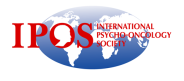 IPOS INTERNATIONAL
PSYCHO-ONCOLOGY
SOCIETY